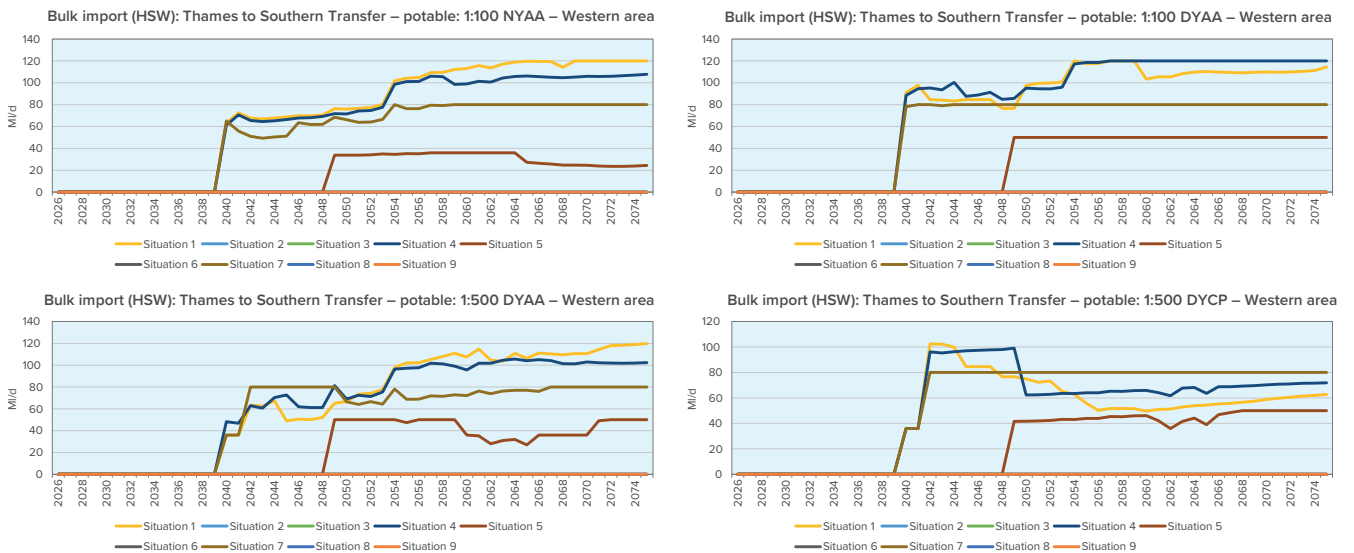 Bulk import (HSW): Thames to Southern Transfer – potable: 1:100 NYAA – Western area
140
120
100
80
60
40
20
0
Ml/d
2026 2028 2030 2032 2034 2036 2038 2040 2042 2044 2046 2048 2050 2052 2054 2056 2058 2060 2062 2064 2066 2068 2070 2072 2074
Situation 1 Situation 2 Situation 3 Situation 4 Situation 5
Situation 6 Situation 7 Situation 8 Situation 9
Bulk import (HSW): Thames to Southern Transfer – potable: 1:100 DYAA – Western area
140
120
100
80
60
40
20
0
Ml/d
2026 2028 2030 2032 2034 2036 2038 2040 2042 2044 2046 2048 2050 2052 2054 2056 2058 2060 2062 2064 2066 2068 2070 2072 2074
Situation 1 Situation 2 Situation 3 Situation 4 Situation 5
Situation 6 Situation 7 Situation 8 Situation 9
Bulk import (HSW): Thames to Southern Transfer – potable: 1:500 DYAA – Western area
140
120
100
80
60
40
20
0
Ml/d
2026 2028 2030 2032 2034 2036 2038 2040 2042 2044 2046 2048 2050 2052 2054 2056 2058 2060 2062 2064 2066 2068 2070 2072 2074
Situation 1 Situation 2 Situation 3 Situation 4 Situation 5
Situation 6 Situation 7 Situation 8 Situation 9
Bulk import (HSW): Thames to Southern Transfer – potable: 1:500 DYCP – Western area
120
100
80
60
40
20
0
Ml/d
2026 2028 2030 2032 2034 2036 2038 2040 2042 2044 2046 2048 2050 2052 2054 2056 2058 2060 2062 2064 2066 2068 2070 2072 2074
Situation 1 Situation 2 Situation 3 Situation 4 Situation 5
Situation 6 Situation 7 Situation 8 Situation 9